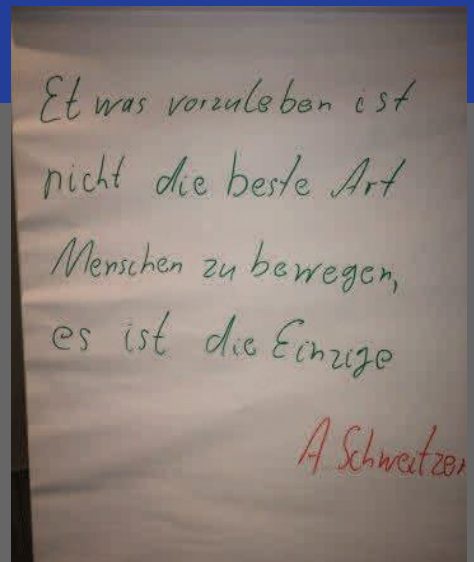 Etwas vorzuleben ist
nicht die beste Art
Menschen zu bewegen,
es ist die Einzige
A Schweitzer